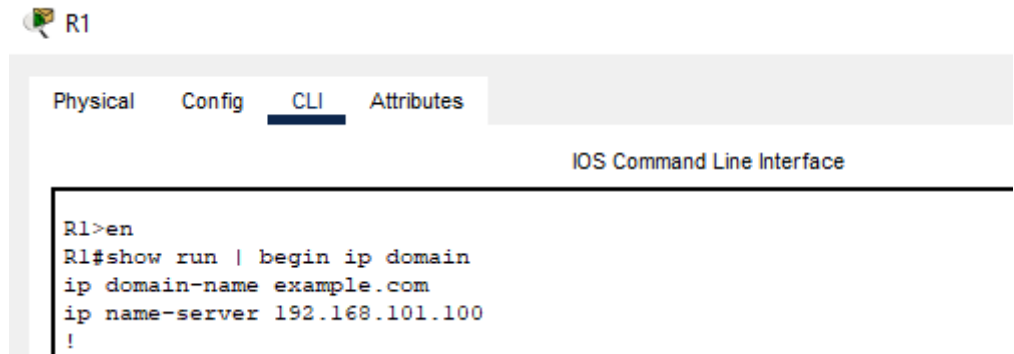 R1
Physical Config CLI Attributes
IOS Command Line Interface
R1>en
R1#show run | begin ip domain
ip domain-name example.com
ip name-server 192.168.101.100
!